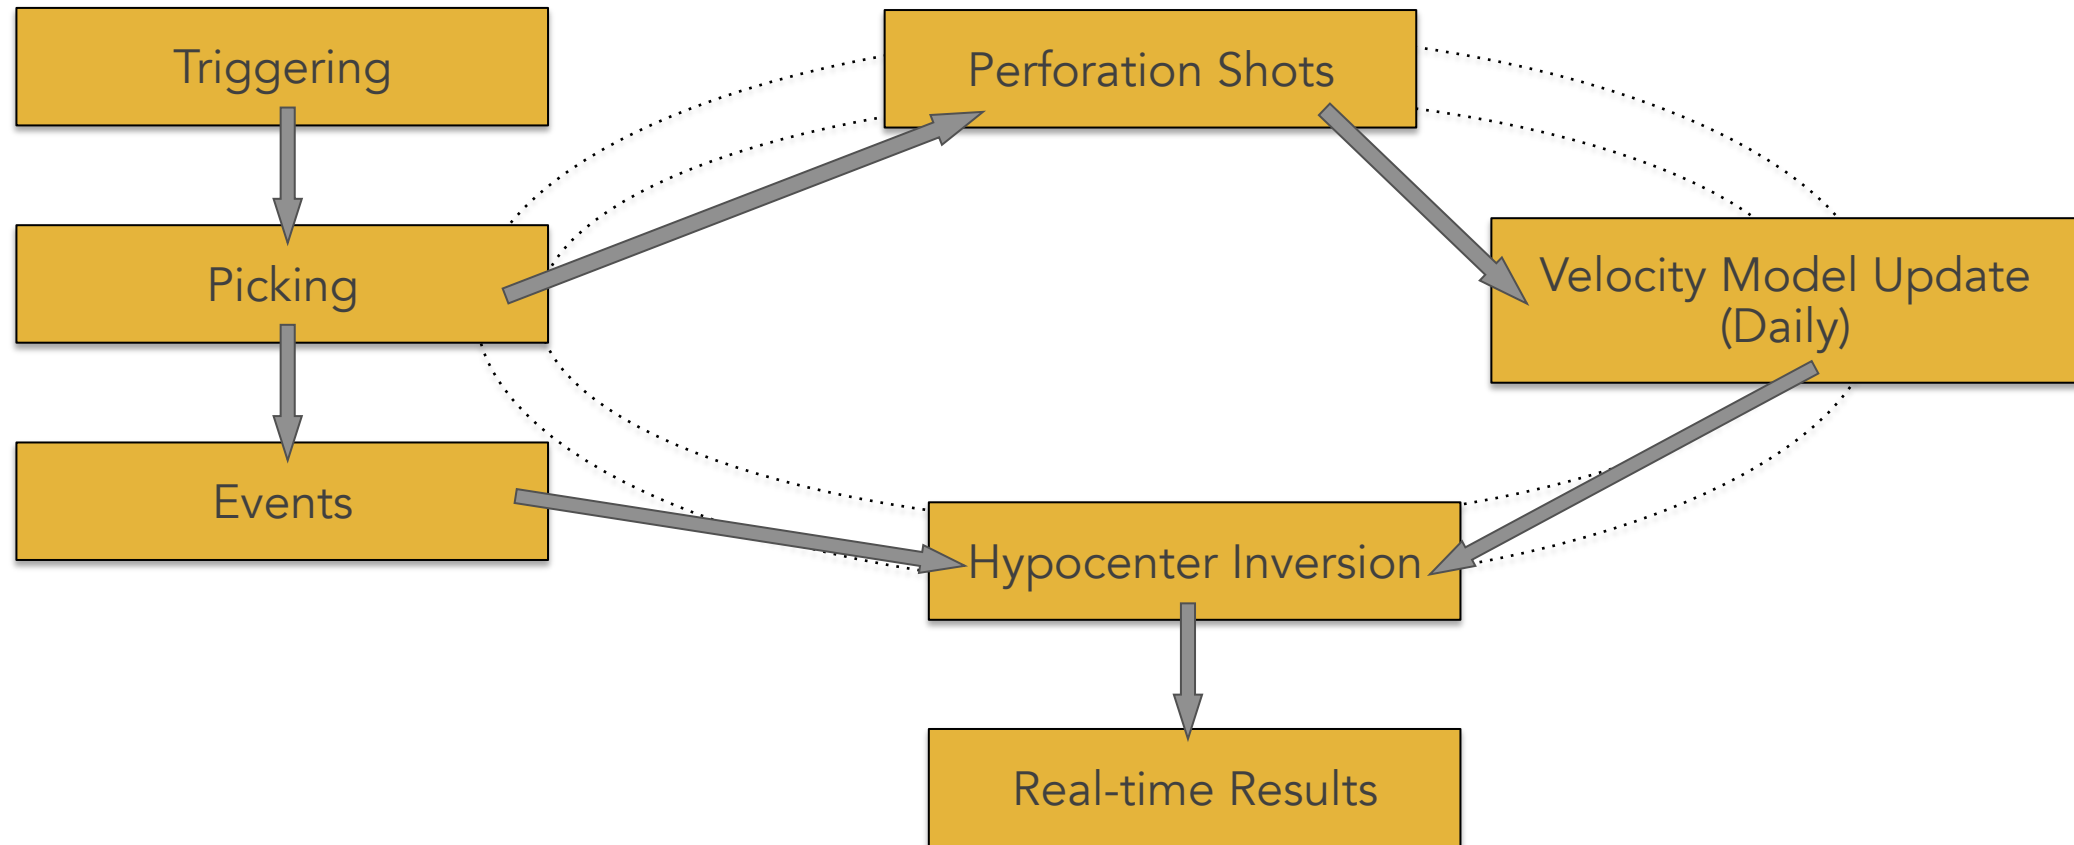 Triggering
Perforation Shots
Picking
Velocity Model Update
(Daily)
Events
Hypocenter Inversion
Real-time Results